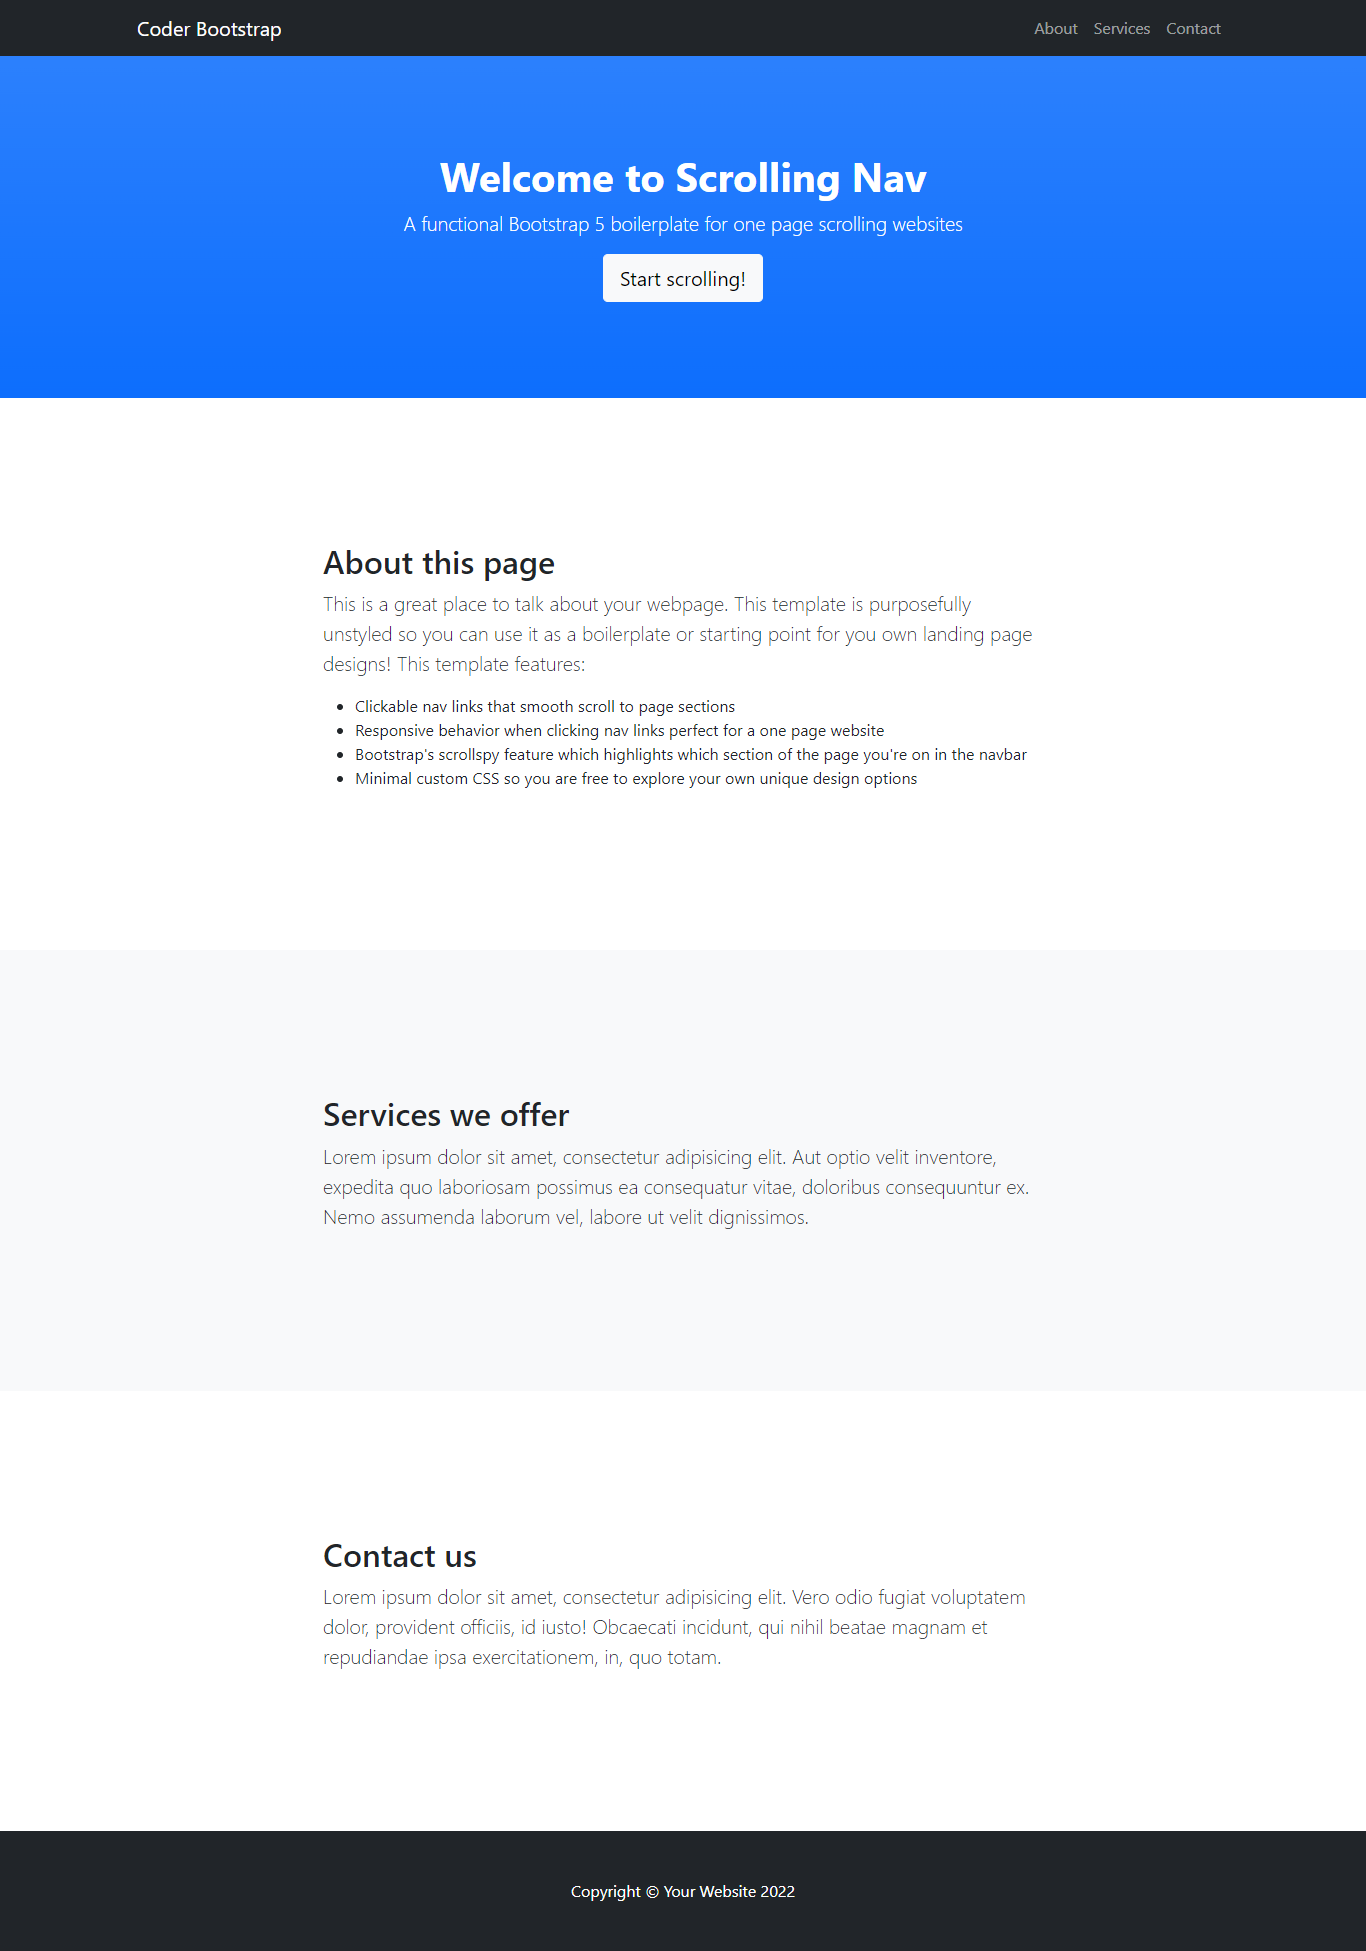 Coder Bootstrap
About Services Contact
Welcome to Scrolling Nav
A functional Bootstrap 5 boilerplate for one page scrolling websites
Start scrolling!
About this page
This is a great place to talk about your webpage. This template is purposefully
unstyled so you can use it as a boilerplate or starting point for you own landing page
designs! This template features:
• Clickable nav links that smooth scroll to page sections
• Responsive behavior when clicking nav links perfect for a one page website
• Bootstrap's scrollspy feature which highlights which section of the page you're on in the navbar
• Minimal custom CSS so you are free to explore your own unique design options
Services we offer
Lorem ipsum dolor sit amet, consectetur adipisicing elit. Aut optio velit inventore,
expedita quo laboriosam possimus ea consequatur vitae, doloribus consequuntur ex.
Nemo assumenda laborum vel, labore ut velit dignissimos.
Contact us
Lorem ipsum dolor sit amet, consectetur adipisicing elit. Vero odio fugiat voluptatem
dolor, provident officiis, id iusto! Obcaecati incidunt, qui nihil beatae magnam et
repudiandae ipsa exercitationem, in, quo totam.
Copyright © Your Website 2022